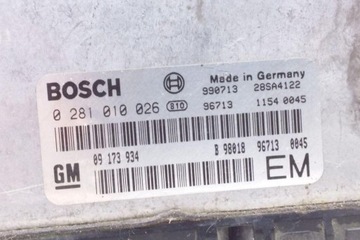 Made in Germany
BOSCH 990713 28SA4122
0 281 010 026 810 96713 1154 0045
GM 09 173 934 B 98018 96713 0045
EM